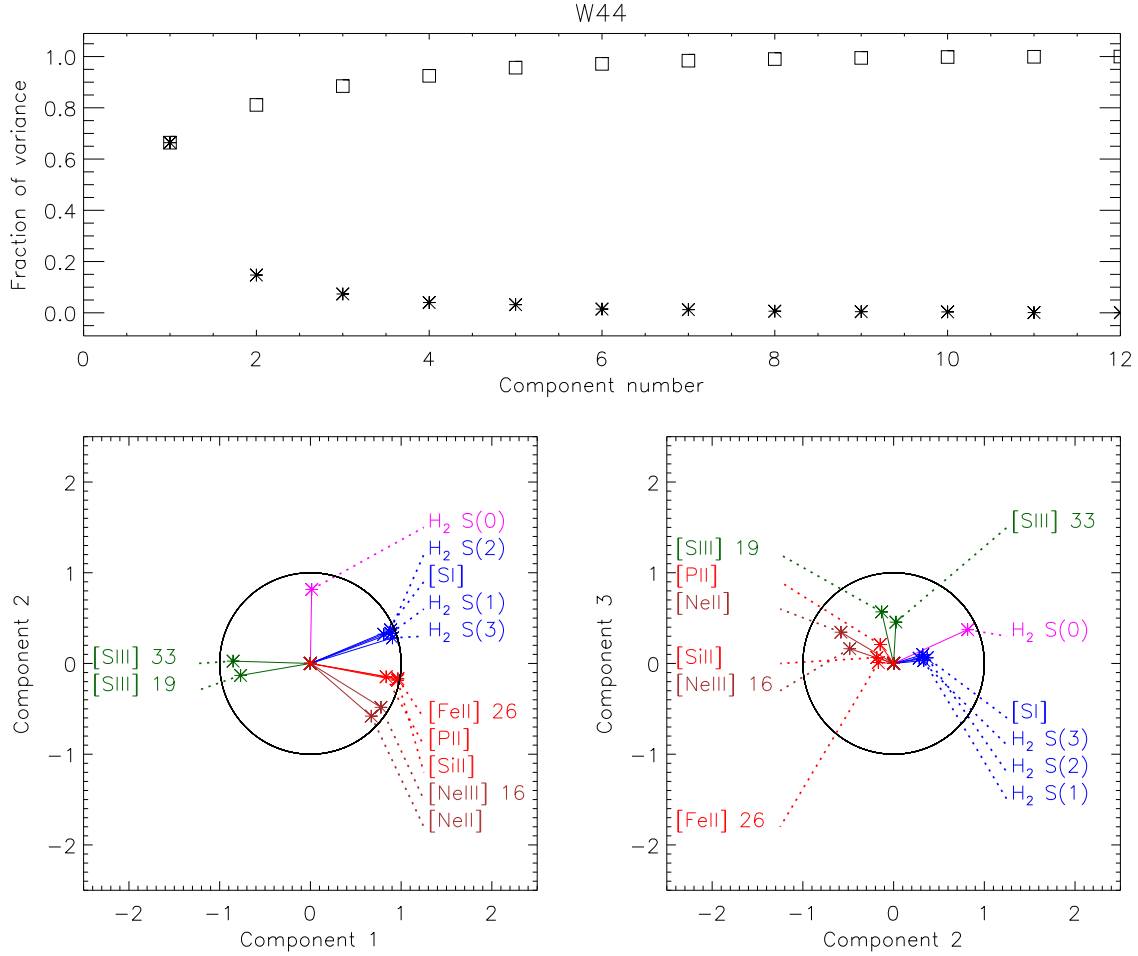 W44
Fraction of variance
1.0
0.8
0.6
0.4
0.2
0.0
0 2 4 6 8 10 12
Component number
Component 2
2
1
0
−1
−2
H₂ S(0)
H₂ S(2)
[SI]
H₂ S(1)
H₂ S(3)
[SIII] 33
[SIII] 19
[FeII] 26
[PII]
[SiII]
[NeIII] 16
[NeII]
−2 −1 0 1 2
Component 1
Component 3
2
1
0
−1
−2
[SIII] 33
[SIII] 19
[PII]
[NeII]
H₂ S(0)
[SiII]
[NeIII] 16
[SI]
H₂ S(3)
H₂ S(2)
H₂ S(1)
[FeII] 26
−2 −1 0 1 2
Component 2